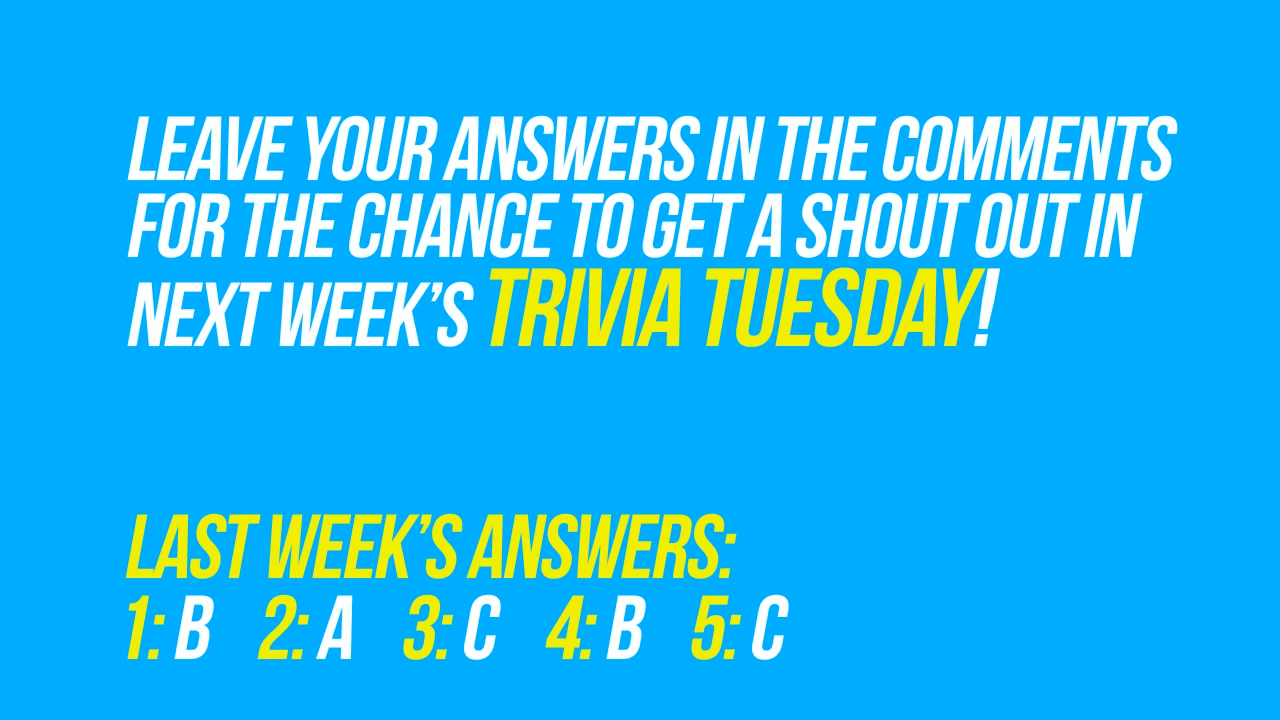 LEAVE YOUR ANSWERS IN THE COMMENTS
FOR THE CHANCE TO GET A SHOUT OUT IN
NEXT WEEK’S TRIVIA TUESDAY!
LAST WEEK’S ANSWERS:
1: B 2: A 3: C 4: B 5: C